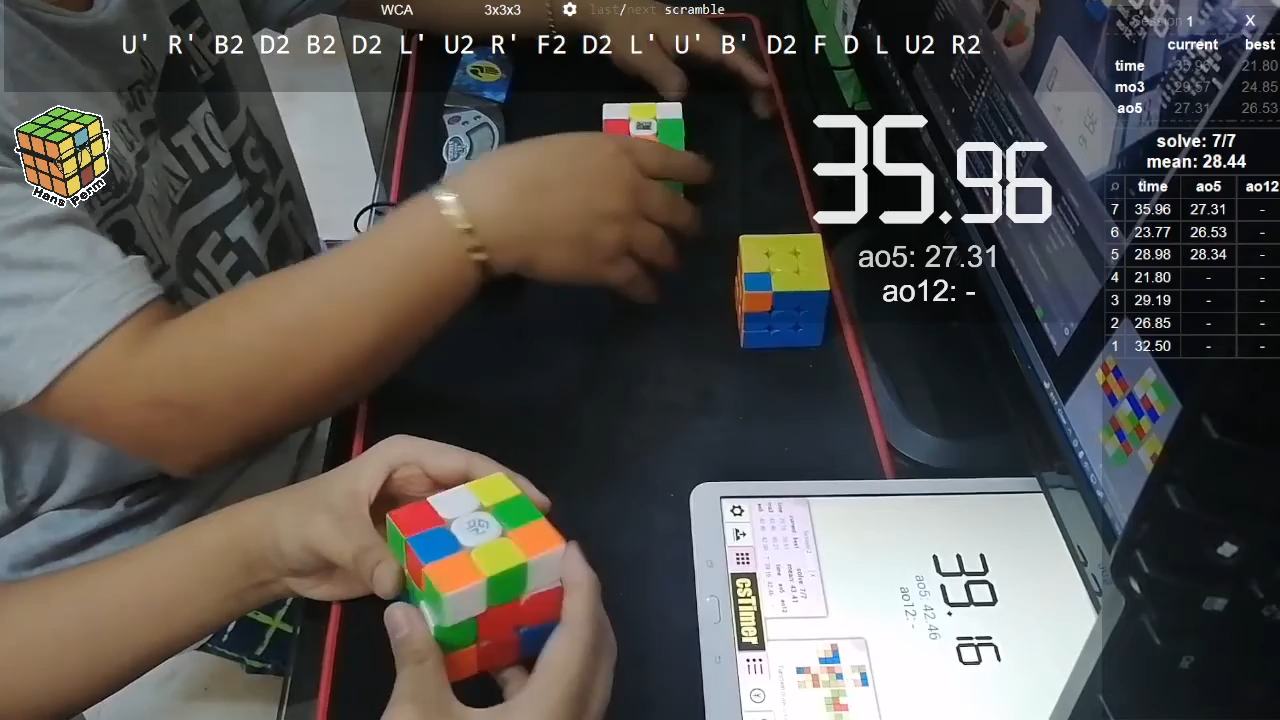 WCA 3x3x3 last/next scramble
U' R' B2 D2 B2 D2 L' U2 R' F2 D2 L' U' B' D2 F D L U2 R2
Session 1 X
current best
time 35.96 21.80
mo3 29.57 24.85
ao5 27.31 26.53
solve: 7/7
mean: 28.44
time ao5 ao12
7 35.96 27.31 -
6 23.77 26.53 -
5 28.98 28.34 -
4 21.80 - -
3 29.19 - -
2 26.85 - -
1 32.50 - -
35.96
ao5: 27.31
ao12: -
Hans Perm
39.16
ao5: 42.46
ao12: -
csTimer